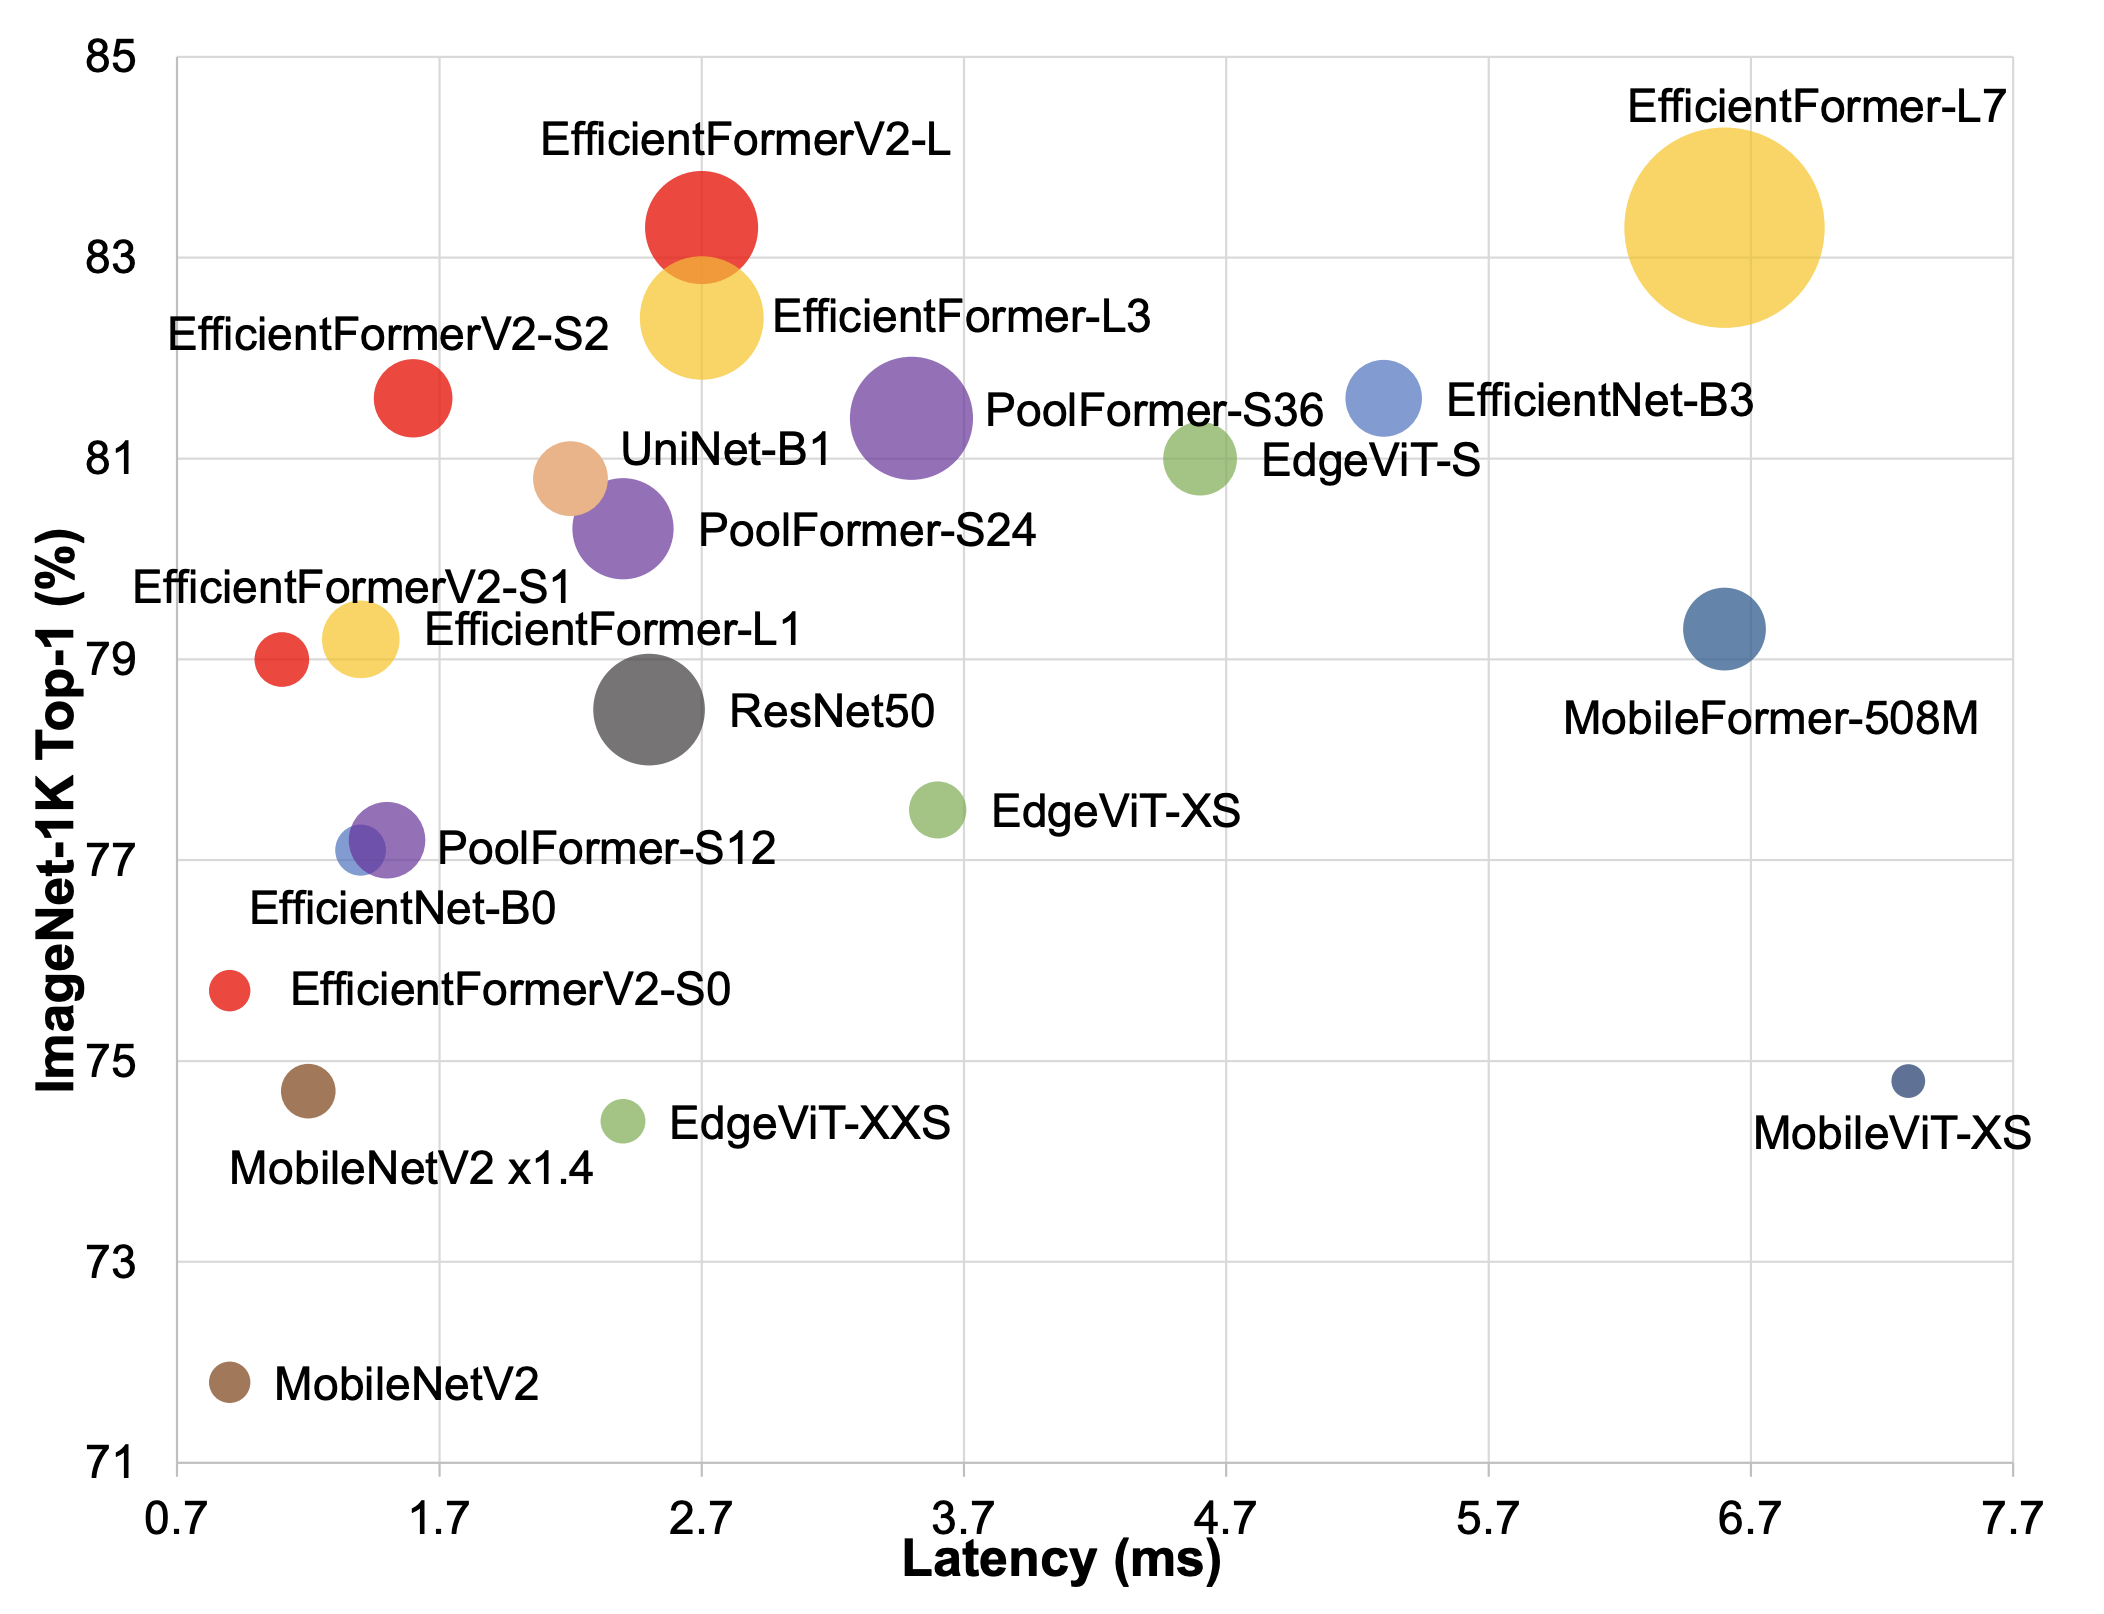 85
EfficientFormer-L7
EfficientFormerV2-L
83
EfficientFormer-L3
EfficientFormerV2-S2
PoolFormer-S36
EfficientNet-B3
81
UniNet-B1
EdgeViT-S
PoolFormer-S24
EfficientFormerV2-S1
EfficientFormer-L1
79
ResNet50
MobileFormer-508M
EdgeViT-XS
PoolFormer-S12
77
EfficientNet-B0
EfficientFormerV2-S0
75
EdgeViT-XXS
MobileViT-XS
MobileNetV2 x1.4
73
MobileNetV2
71
ImageNet-1K Top-1 (%)
0.7 1.7 2.7 3.7 4.7 5.7 6.7 7.7
Latency (ms)